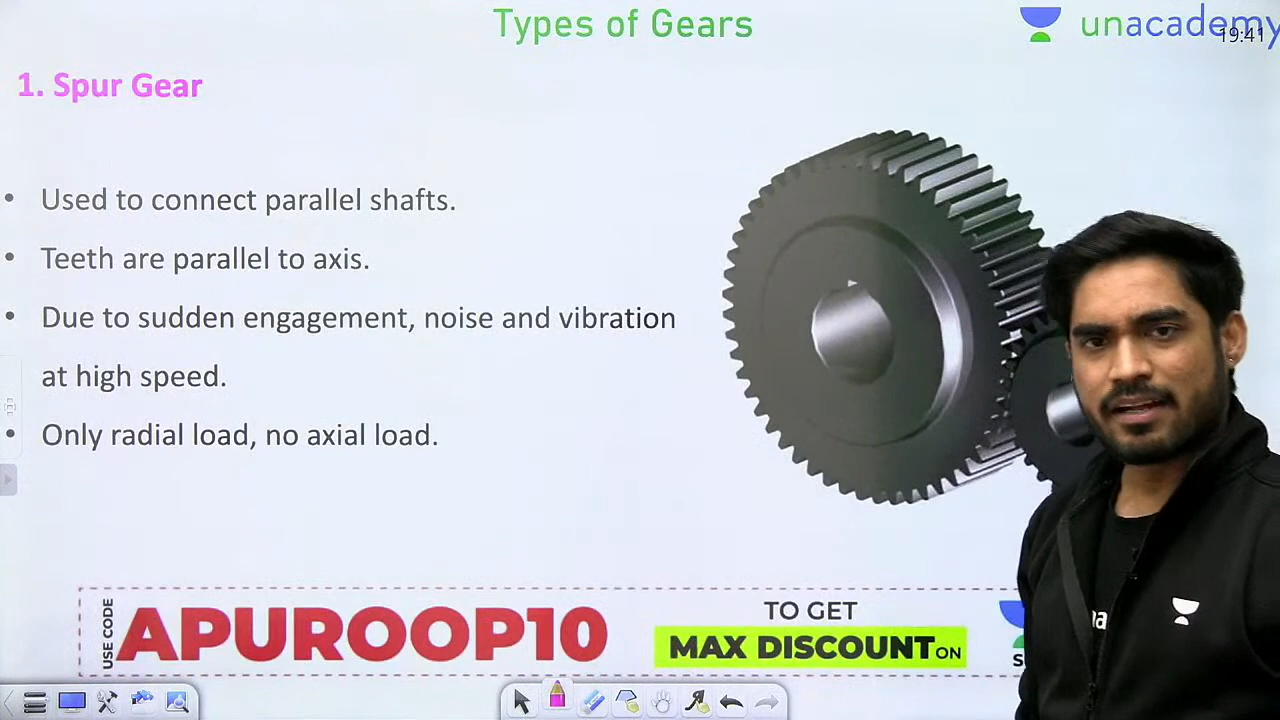 Types of Gears
unacademy
19:41
1. Spur Gear
• Used to connect parallel shafts.
• Teeth are parallel to axis.
• Due to sudden engagement, noise and vibration
at high speed.
• Only radial load, no axial load.
USE CODE
APUROOP10
TO GET
MAX DISCOUNT ON